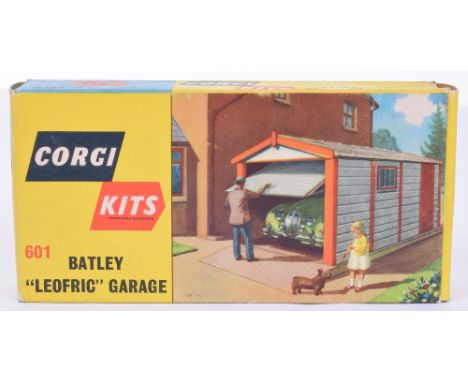 CORGI
KITS
601
BATLEY
"LEOFRIC" GARAGE